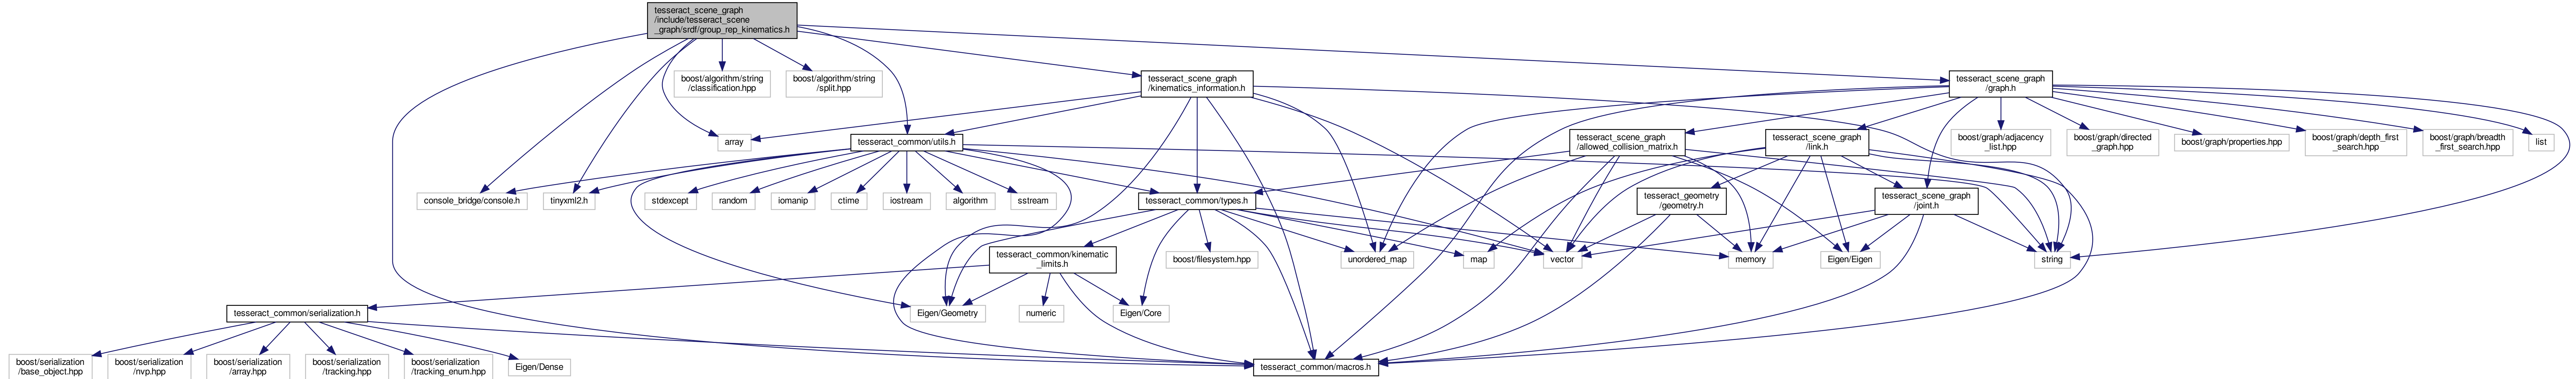 tesseract_scene_graph
/include/tesseract_scene
_graph/srdf/group_rep_kinematics.h
boost/algorithm/string
/classification.hpp
boost/algorithm/string
/split.hpp
tesseract_scene_graph
/kinematics_information.h
tesseract_scene_graph
/graph.h
array
tesseract_common/utils.h
tesseract_scene_graph
/allowed_collision_matrix.h
tesseract_scene_graph
/link.h
boost/graph/adjacency
_list.hpp
boost/graph/directed
_graph.hpp
boost/graph/properties.hpp
boost/graph/depth_first
_search.hpp
boost/graph/breadth
_first_search.hpp
list
console_bridge/console.h
tinyxml2.h
stdexcept
random
iomanip
ctime
iostream
algorithm
sstream
tesseract_common/types.h
tesseract_geometry
/geometry.h
tesseract_scene_graph
/joint.h
tesseract_common/kinematic
_limits.h
boost/filesystem.hpp
unordered_map
map
vector
memory
Eigen/Eigen
string
tesseract_common/serialization.h
Eigen/Geometry
numeric
Eigen/Core
boost/serialization
/base_object.hpp
boost/serialization
/nvp.hpp
boost/serialization
/array.hpp
boost/serialization
/tracking.hpp
boost/serialization
/tracking_enum.hpp
Eigen/Dense
tesseract_common/macros.h